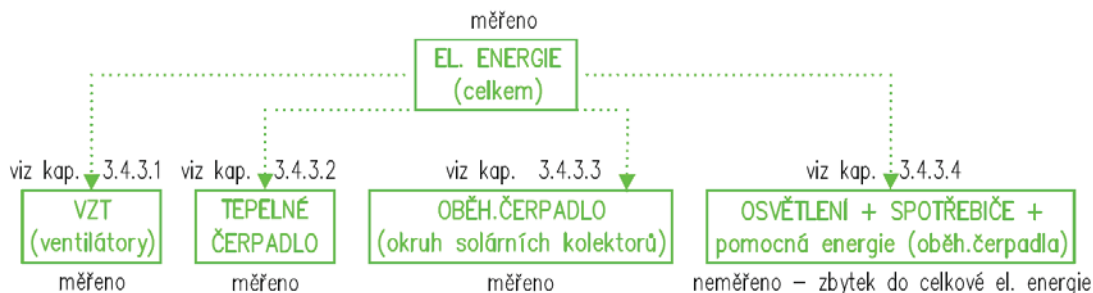 měřeno
EL. ENERGIE
(celkem)
viz kap. 3.4.3.1
VZT
(ventilátory)
měřeno
viz kap. 3.4.3.2
TEPELNÉ
ČERPADLO
měřeno
viz kap. 3.4.3.3
OBĚH.ČERPADLO
(okruh solárních kolektorů)
měřeno
viz kap. 3.4.3.4
OSVĚTLENÍ + SPOTŘEBIČE +
pomocná energie (oběh.čerpadla)
neměřeno – zbytek do celkové el. energie